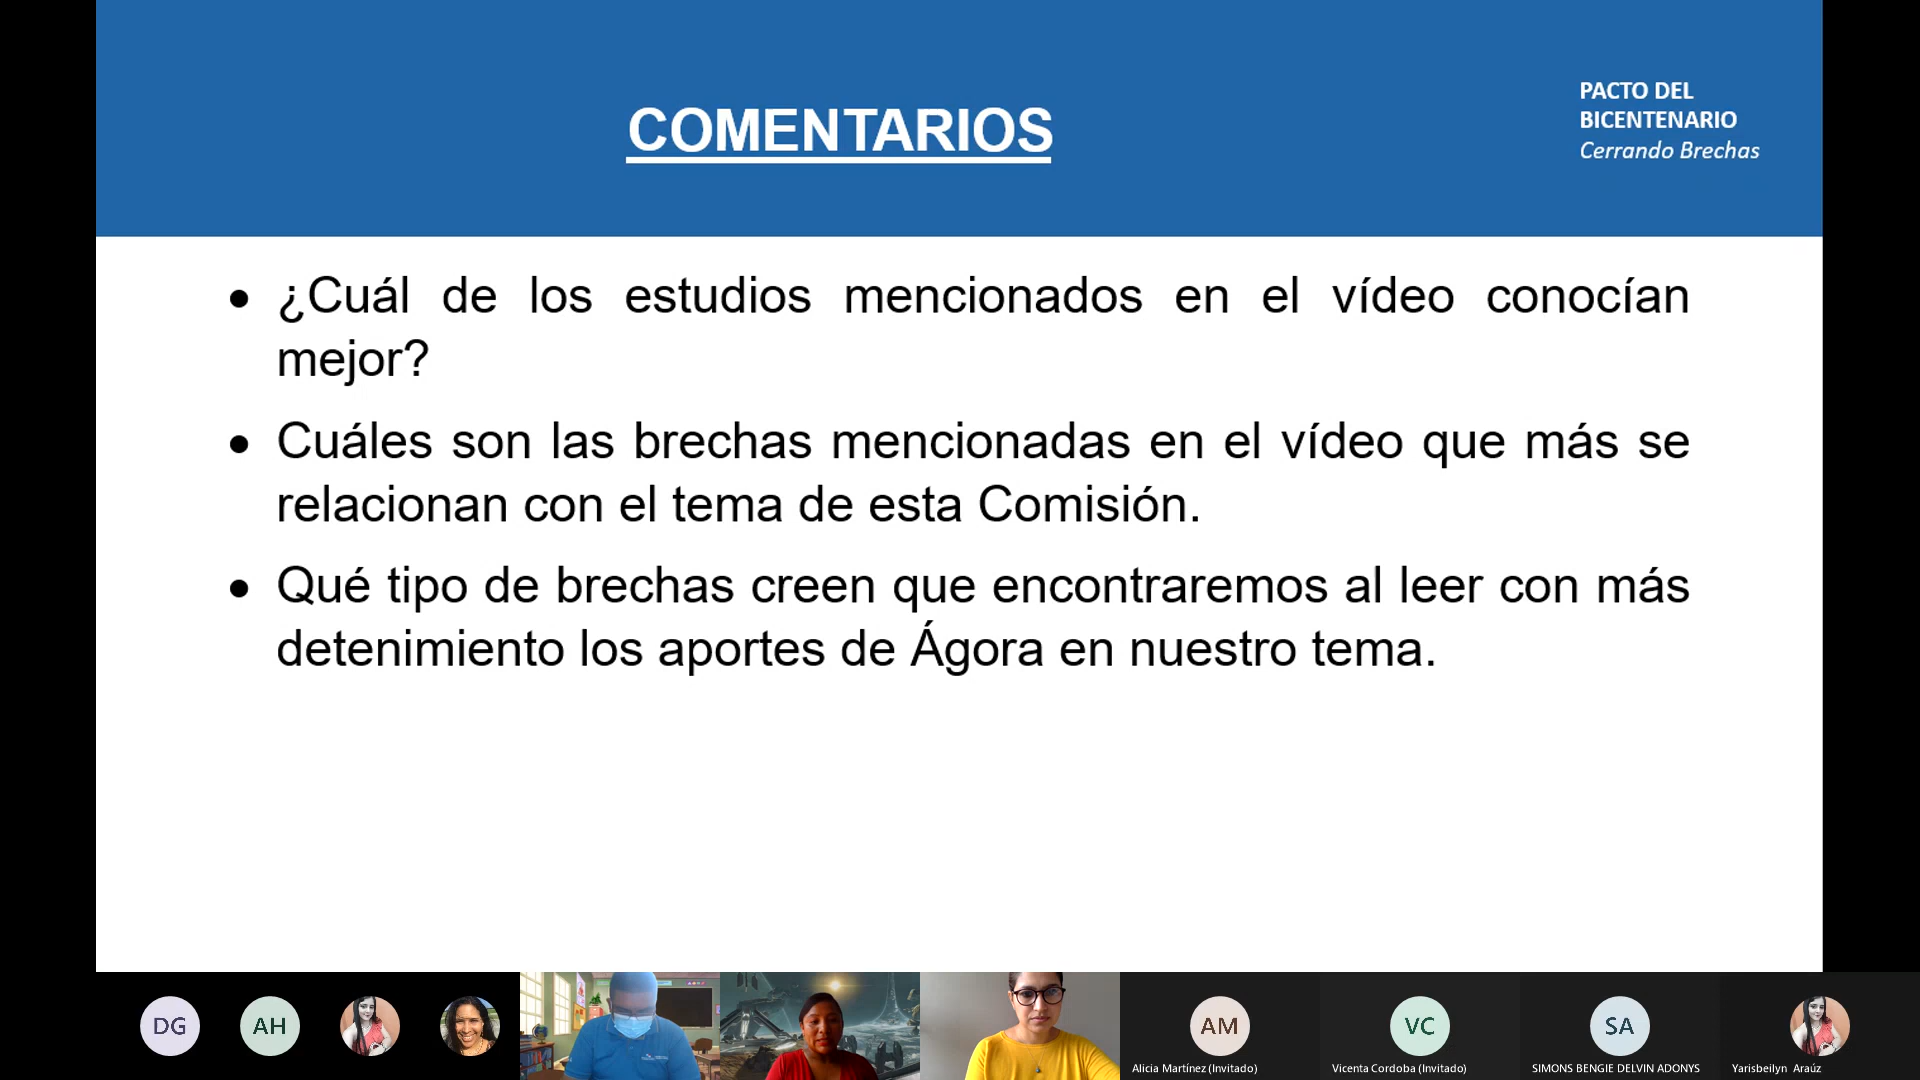 COMENTARIOS
PACTO DEL
BICENTENARIO
Cerrando Brechas
• ¿Cuál de los estudios mencionados en el vídeo conocían
mejor?
• Cuáles son las brechas mencionadas en el vídeo que más se
relacionan con el tema de esta Comisión.
• Qué tipo de brechas creen que encontraremos al leer con más
detenimiento los aportes de Ágora en nuestro tema.
DG
AH
AM
VC
SA
Alicia Martínez (Invitado)
Vicenta Cordoba (Invitado)
SIMONS BENGIE DELVIN ADONYS
Yarisbeilyn Araúz